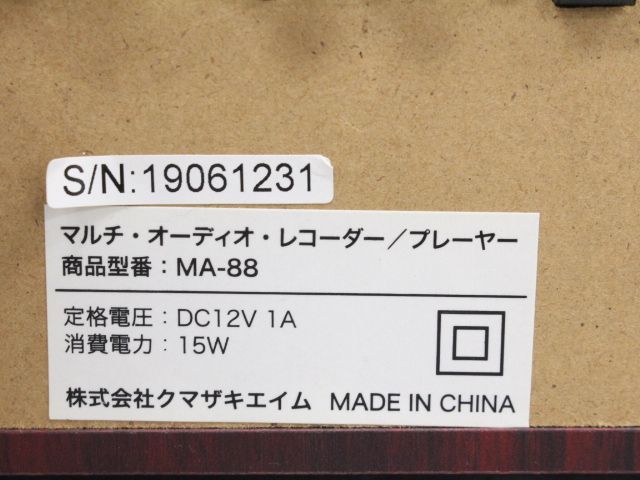 S/N:19061231
マルチ・オーディオ・レコーダー／プレーヤー
商品型番：MA-88
定格電圧：DC12V 1A
消費電力：15W
株式会社クマザキエイム MADE IN CHINA